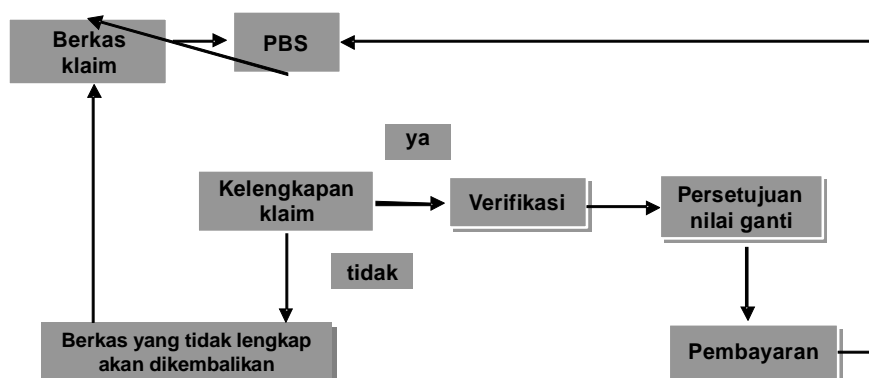 Berkas
klaim
PBS
ya
Kelengkapan
klaim
Verifikasi
Persetujuan
nilai ganti
tidak
Berkas yang tidak lengkap
akan dikembalikan
Pembayaran